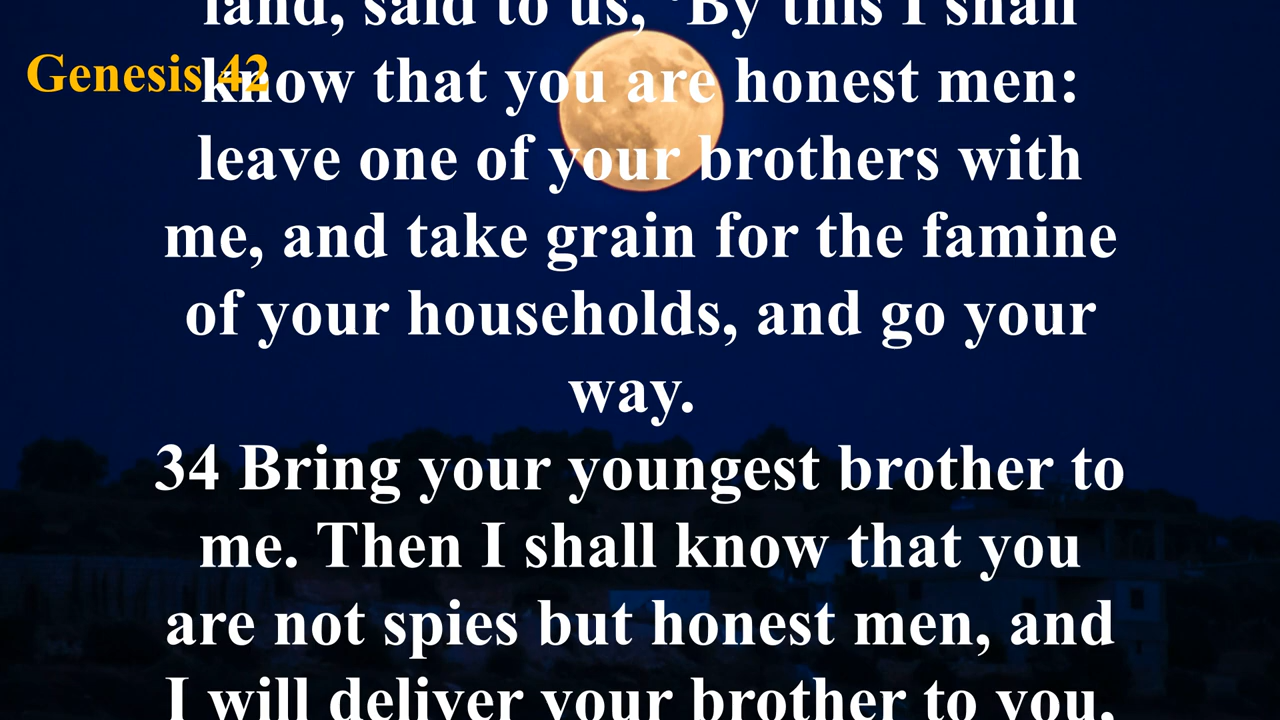 land, said to us, ‘By this I shall
Genesis 42
know that you are honest men:
leave one of your brothers with
me, and take grain for the famine
of your households, and go your
way.
34 Bring your youngest brother to
me. Then I shall know that you
are not spies but honest men, and
I will deliver your brother to you,